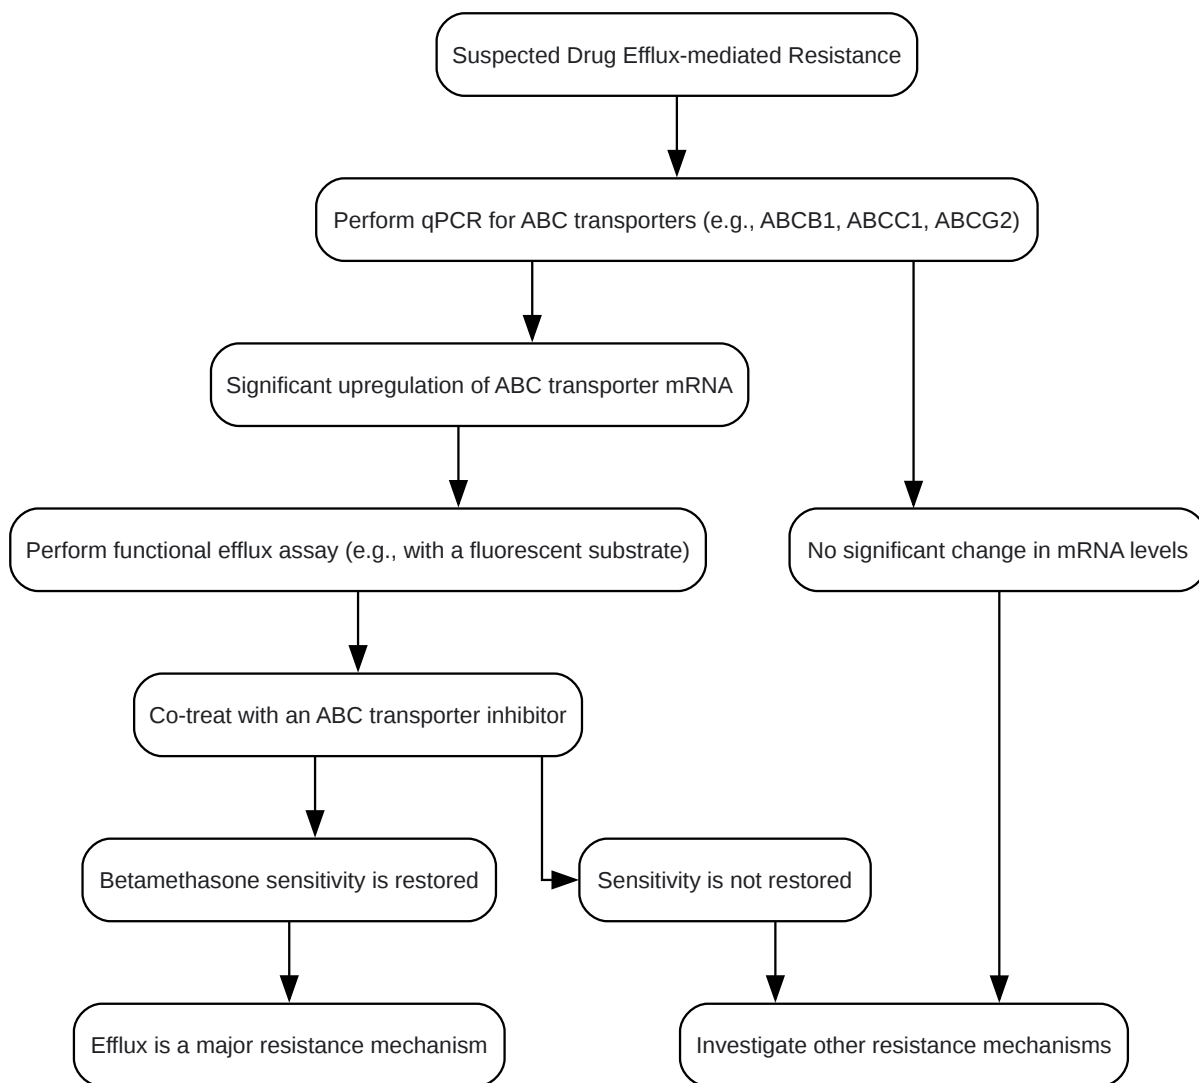 Suspected Drug Efflux-mediated Resistance
Perform qPCR for ABC transporters (e.g., ABCB1, ABCC1, ABCG2)
Significant upregulation of ABC transporter mRNA
Perform functional efflux assay (e.g., with a fluorescent substrate)
No significant change in mRNA levels
Co-treat with an ABC transporter inhibitor
Betamethasone sensitivity is restored
Sensitivity is not restored
Efflux is a major resistance mechanism
Investigate other resistance mechanisms